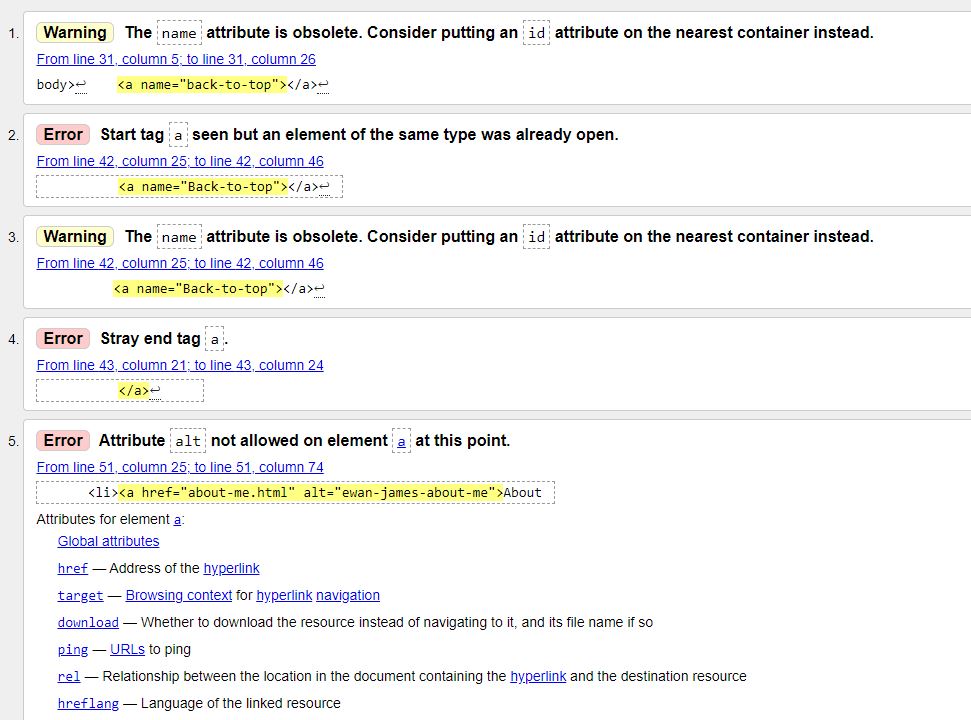 1. Warning The name attribute is obsolete. Consider putting an id attribute on the nearest container instead.
From line 31, column 5; to line 31, column 26
body>↩ <a name="back-to-top"></a>↩
2. Error Start tag a seen but an element of the same type was already open.
From line 42, column 25; to line 42, column 46
<a name="Back-to-top"></a>↩
3. Warning The name attribute is obsolete. Consider putting an id attribute on the nearest container instead.
From line 42, column 25; to line 42, column 46
<a name="Back-to-top"></a>↩
4. Error Stray end tag a.
From line 43, column 21; to line 43, column 24
</a>↩
5. Error Attribute alt not allowed on element a at this point.
From line 51, column 25; to line 51, column 74
<li><a href="about-me.html" alt="ewan-james-about-me">About
Attributes for element a:
Global attributes
href — Address of the hyperlink
target — Browsing context for hyperlink navigation
download — Whether to download the resource instead of navigating to it, and its file name if so
ping — URLs to ping
rel — Relationship between the location in the document containing the hyperlink and the destination resource
hreflang — Language of the linked resource